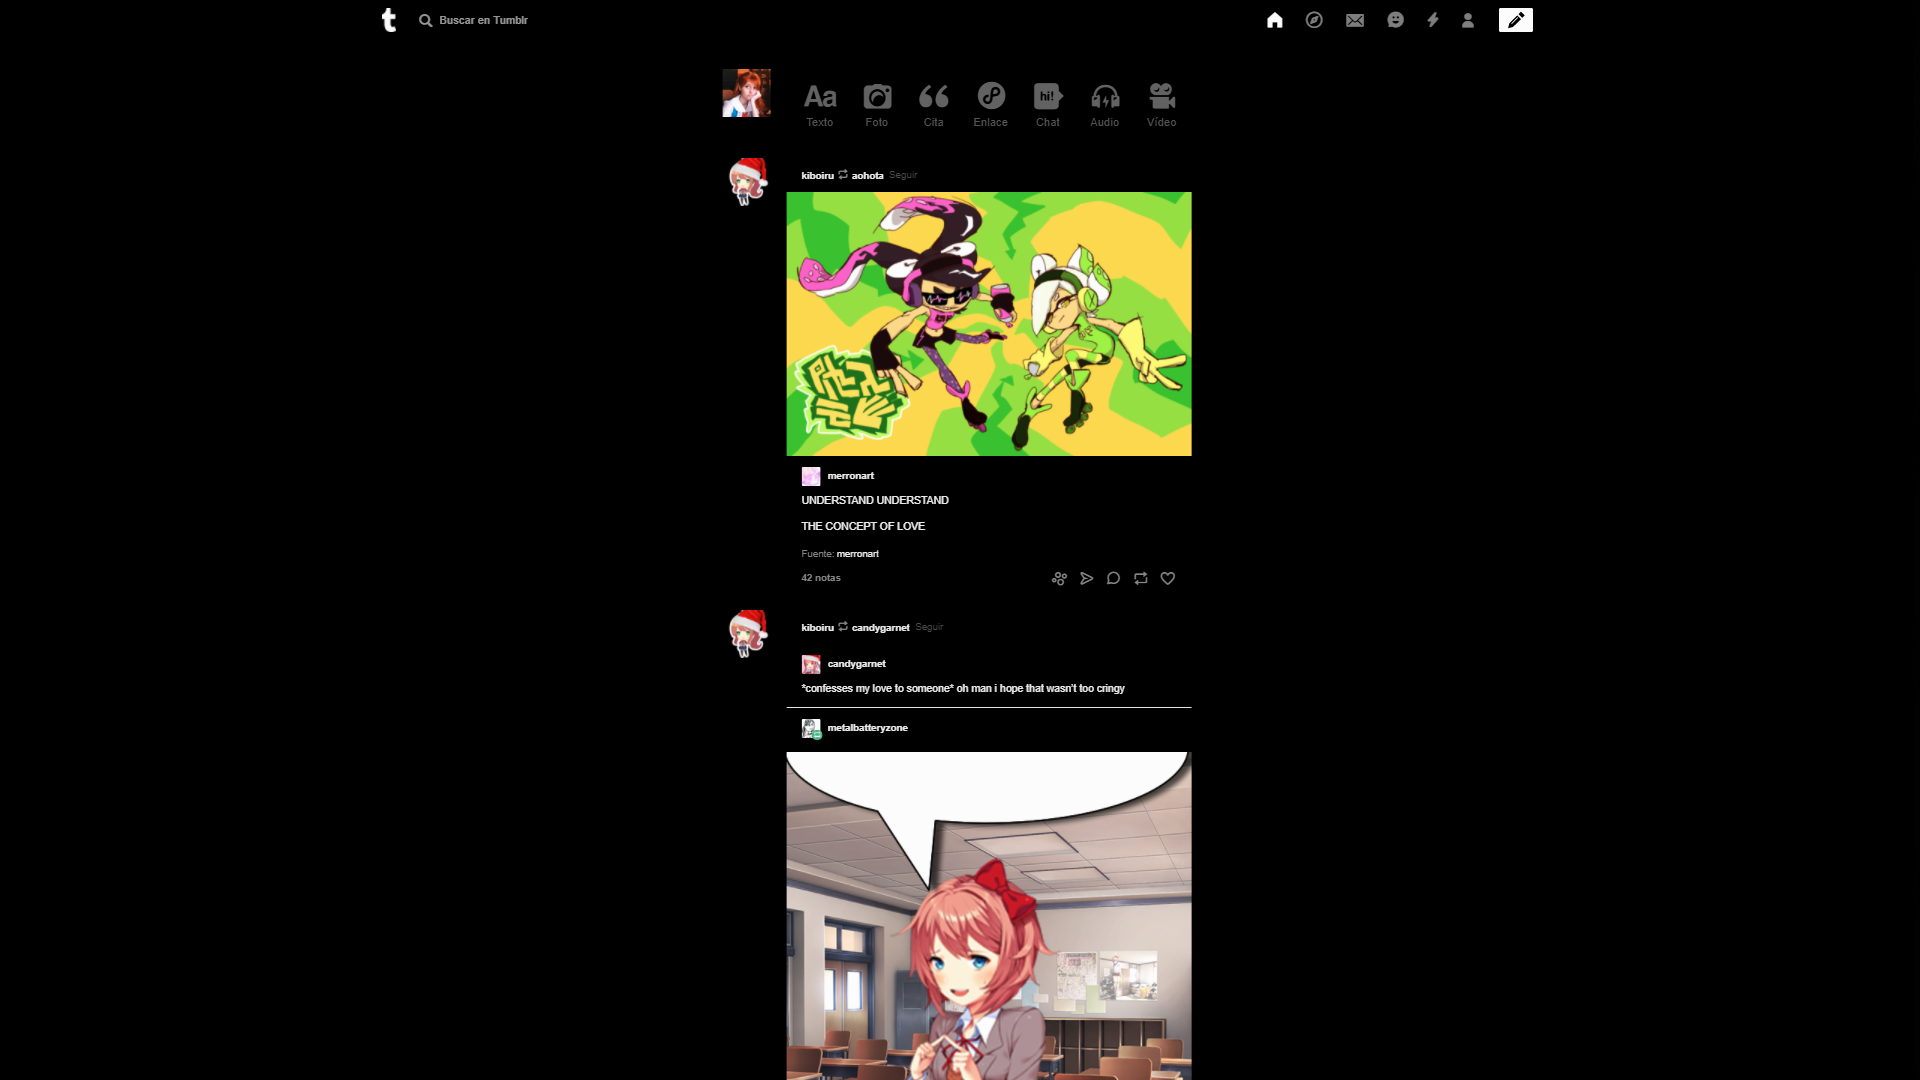 t
Buscar en Tumblr
Aa
hi!
Texto
Foto
Cita
Enlace
Chat
Audio
Vídeo
kiboiru aohota Seguir
merronart
UNDERSTAND UNDERSTAND
THE CONCEPT OF LOVE
Fuente: merronart
42 notas
kiboiru candygarnet Seguir
candygarnet
*confesses my love to someone* oh man i hope that wasn't too cringy
metalbatteryzone